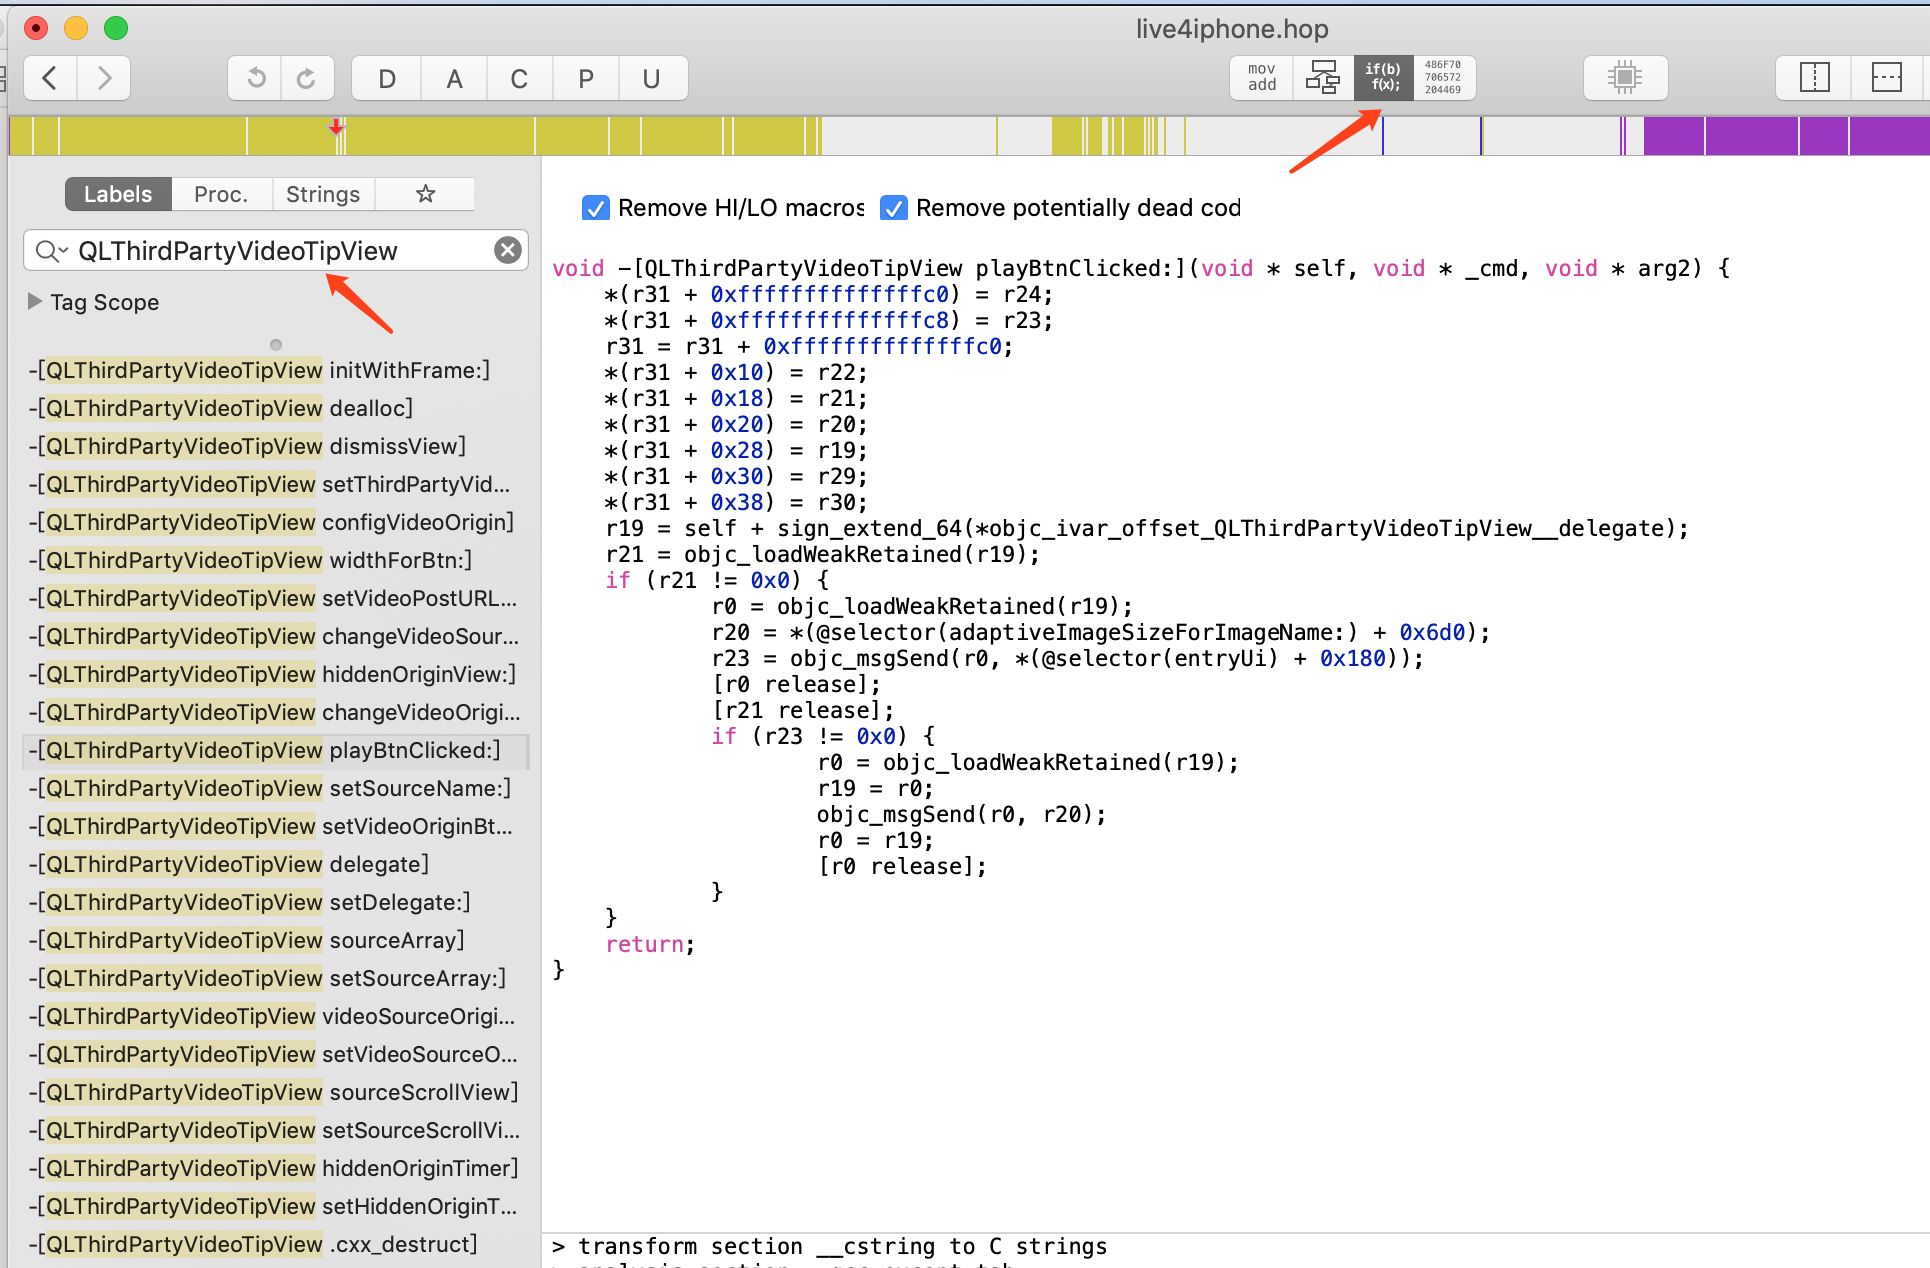 live4iphone.hop
D A C P U
mov
add
if(b)
f(x);
486F70
706572
204469
Labels Proc. Strings
QLThirdPartyVideoTipView
Tag Scope
-[QLThirdPartyVideoTipView initWithFrame:]
-[QLThirdPartyVideoTipView dealloc]
-[QLThirdPartyVideoTipView dismissView]
-[QLThirdPartyVideoTipView setThirdPartyVid...
-[QLThirdPartyVideoTipView configVideoOrigin]
-[QLThirdPartyVideoTipView widthForBtn:]
-[QLThirdPartyVideoTipView setVideoPostURL...
-[QLThirdPartyVideoTipView changeVideoSour...
-[QLThirdPartyVideoTipView hiddenOriginView:]
-[QLThirdPartyVideoTipView changeVideoOrigi...
-[QLThirdPartyVideoTipView playBtnClicked:]
-[QLThirdPartyVideoTipView setSourceName:]
-[QLThirdPartyVideoTipView setVideoOriginBt...
-[QLThirdPartyVideoTipView delegate]
-[QLThirdPartyVideoTipView setDelegate:]
-[QLThirdPartyVideoTipView sourceArray]
-[QLThirdPartyVideoTipView setSourceArray:]
-[QLThirdPartyVideoTipView videoSourceOrigi...
-[QLThirdPartyVideoTipView setVideoSourceO...
-[QLThirdPartyVideoTipView sourceScrollView]
-[QLThirdPartyVideoTipView setSourceScrollVi...
-[QLThirdPartyVideoTipView hiddenOriginTimer]
-[QLThirdPartyVideoTipView setHiddenOriginT...
-[QLThirdPartyVideoTipView .cxx_destruct]
Remove HI/LO macros Remove potentially dead cod
void -[QLThirdPartyVideoTipView playBtnClicked:](void * self, void * _cmd, void * arg2) {
*(r31 + 0xffffffffffffffc0) = r24;
*(r31 + 0xffffffffffffffc8) = r23;
r31 = r31 + 0xffffffffffffffc0;
*(r31 + 0x10) = r22;
*(r31 + 0x18) = r21;
*(r31 + 0x20) = r20;
*(r31 + 0x28) = r19;
*(r31 + 0x30) = r29;
*(r31 + 0x38) = r30;
r19 = self + sign_extend_64(*objc_ivar_offset_QLThirdPartyVideoTipView__delegate);
r21 = objc_loadWeakRetained(r19);
if (r21 != 0x0) {
r0 = objc_loadWeakRetained(r19);
r20 = *(@selector(adaptiveImageSizeForImageName:) + 0x6d0);
r23 = objc_msgSend(r0, *(@selector(entryUi) + 0x180));
[r0 release];
[r21 release];
if (r23 != 0x0) {
r0 = objc_loadWeakRetained(r19);
r19 = r0;
objc_msgSend(r0, r20);
r0 = r19;
[r0 release];
}
}
return;
}
> transform section __cstring to C strings